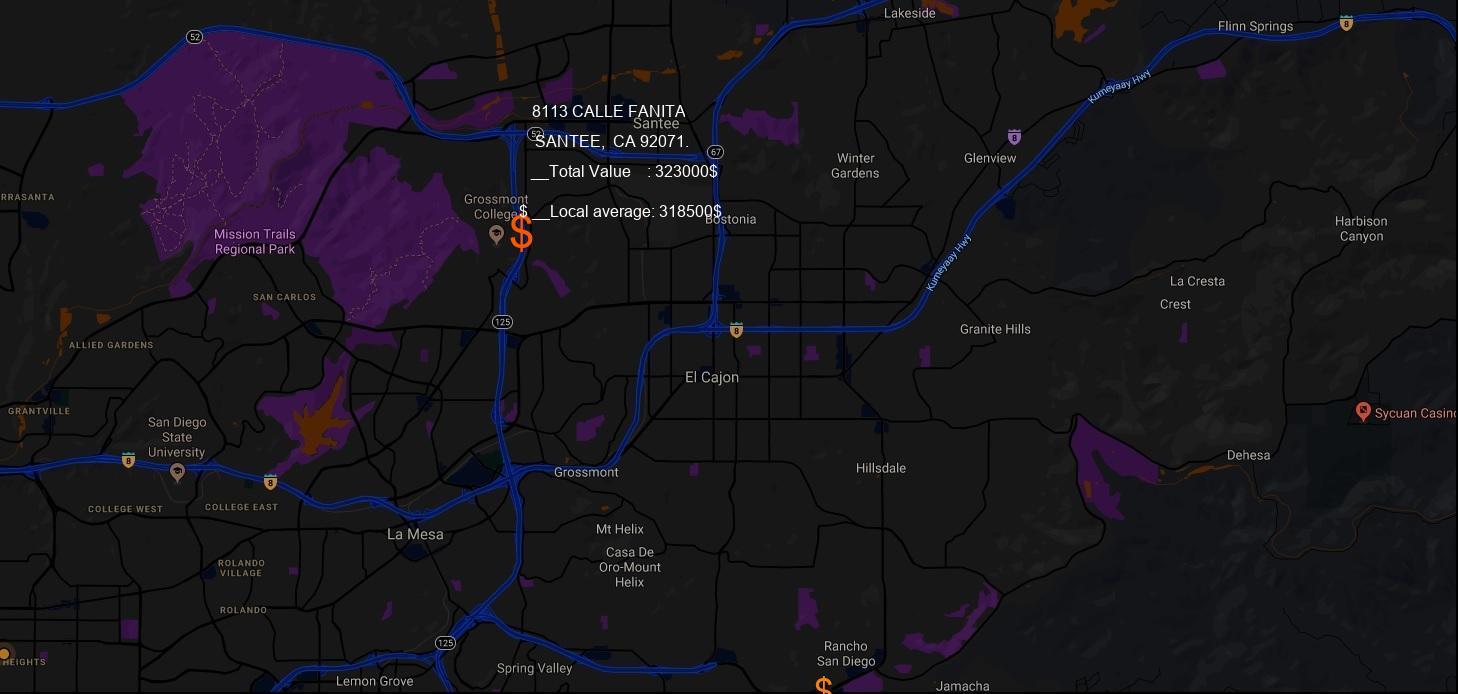 Lakeside
8
Flinn Springs
52
Kumeyaay Hwy
8113 CALLE FANITA
Santee
52
SANTEE, CA 92071.
8
67
Winter
Gardens
Glenview
__Total Value : 323000$
RRASANTA
Grossmont
College
$ __Local average: 318500$
Bostonia
$
Harbison
Canyon
Mission Trails
Regional Park
Kumeyaay Hwy
La Cresta
SAN CARLOS
Crest
125
8
Granite Hills
ALLIED GARDENS
El Cajon
GRANTVILLE
Sycuan Casino
San Diego
State
University
8
Dehesa
Grossmont
Hillsdale
8
COLLEGE WEST
COLLEGE EAST
La Mesa
Mt Helix
Casa De
Oro-Mount
Helix
ROLANDO
VILLAGE
ROLANDO
125
Rancho
San Diego
HEIGHTS
Spring Valley
Lemon Grove
$
Jamacha